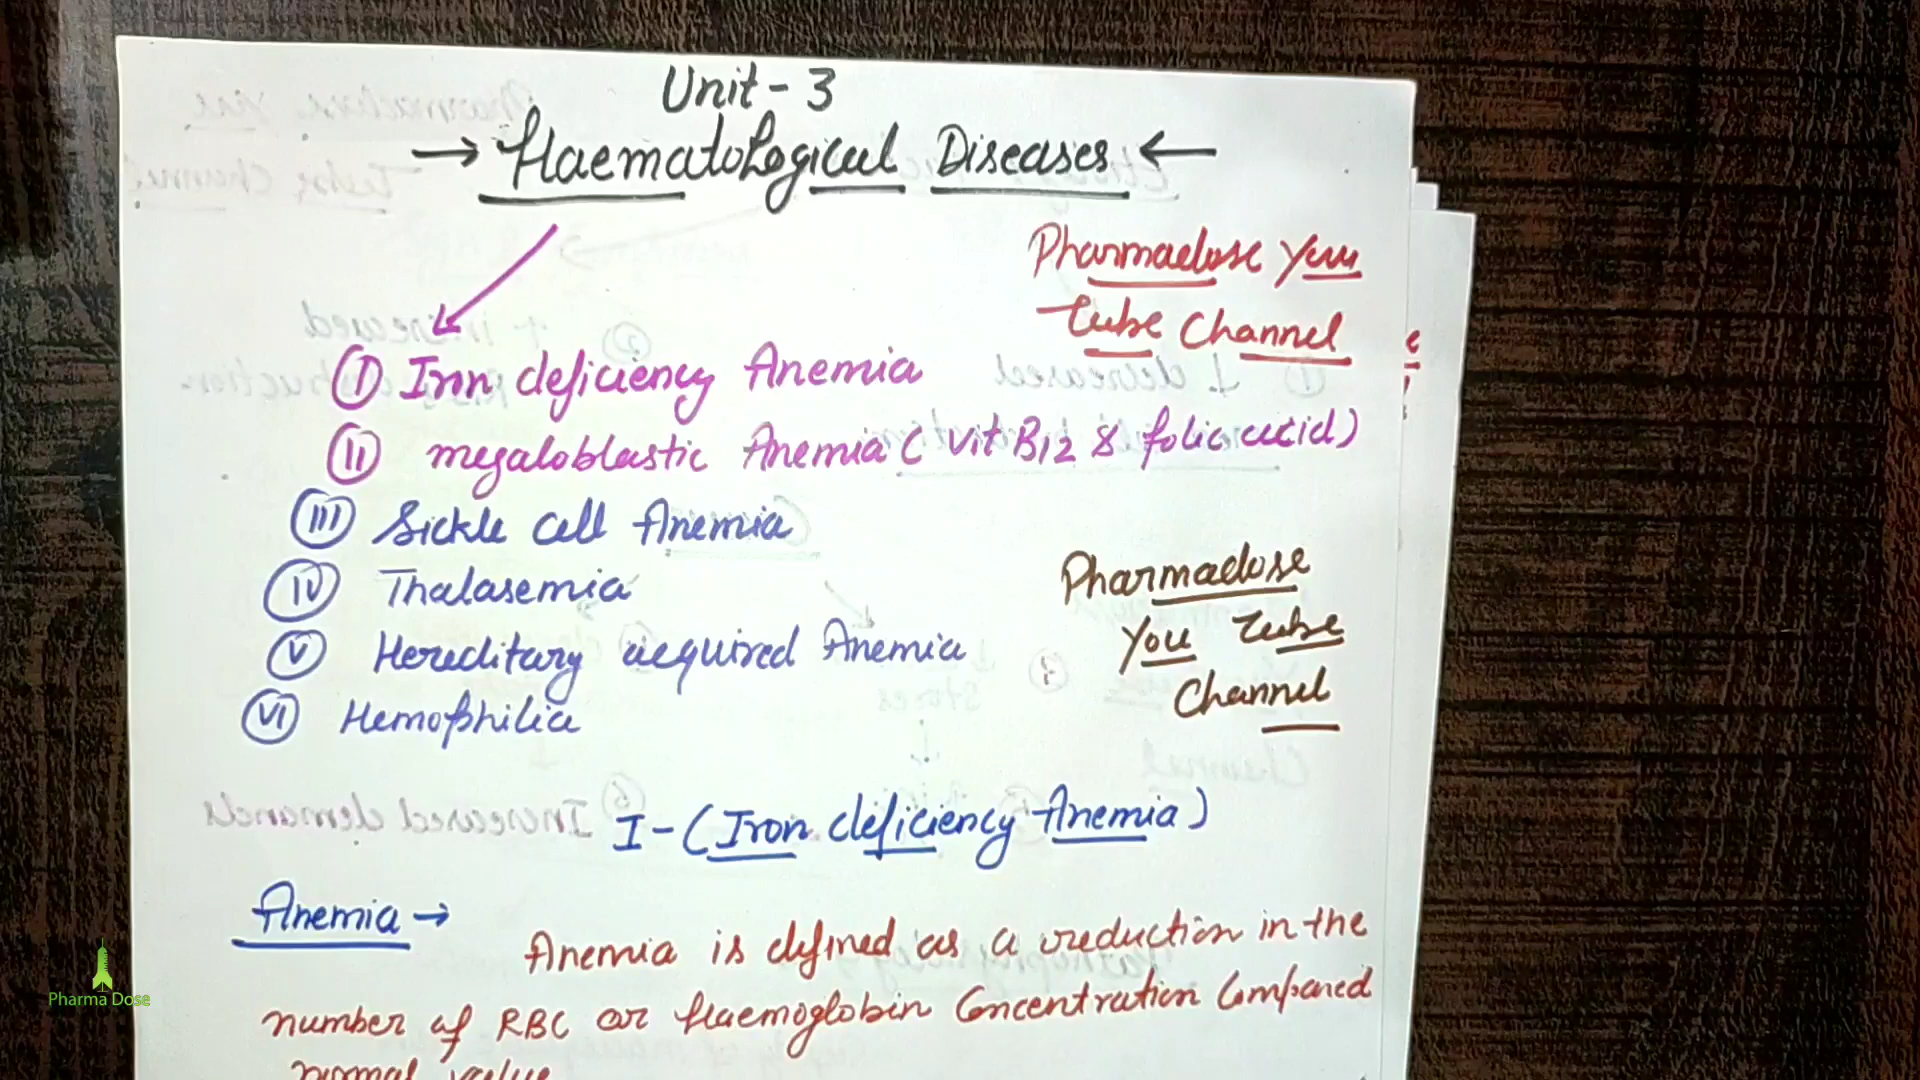 Unit - 3
→ Haematological Diseases ←
Pharmadose You
Tube Channel
(I) Iron deficiency Anemia
(II) megaloblastic Anemia ( vit B12 & folic acid)
(III) Sickle cell Anemia
(IV) Thalasemia
(V) Hereditary acquired Anemia
(VI) Hemophilia
Pharmadose
You Tube
Channel
I - (Iron deficiency Anemia)
Anemia →
Anemia is defined as a reduction in the
number of RBC or Haemoglobin Concentration Compared
normal value
Pharma Dose